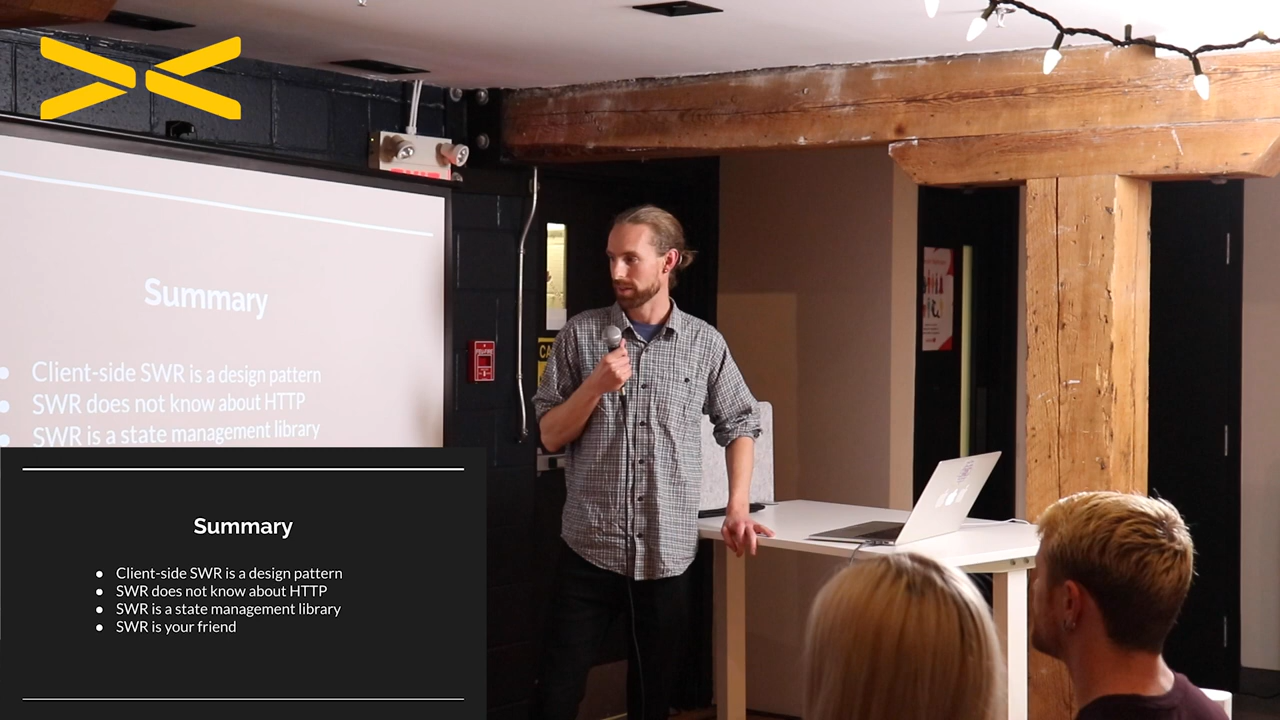 Summary
Client-side SWR is a design pattern
SWR does not know about HTTP
SWR is a state management library
Summary
Client-side SWR is a design pattern
SWR does not know about HTTP
SWR is a state management library
SWR is your friend